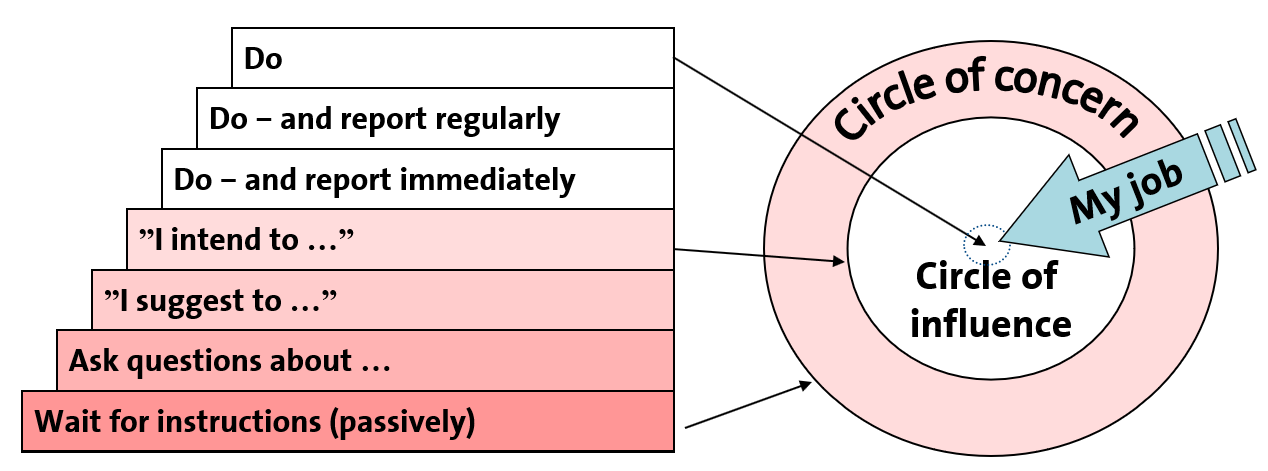 Do
Do – and report regularly
Do – and report immediately
”I intend to …”
”I suggest to …”
Ask questions about …
Wait for instructions (passively)
Circle of concern
My job
Circle of
influence